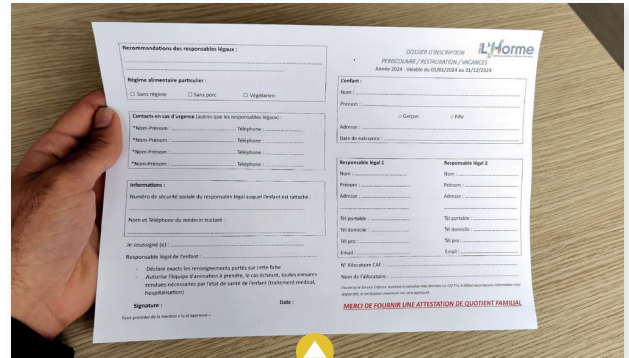 Recommandations des responsables légaux :
Régime alimentaire particulier :
☐ Sans régime ☐ Sans porc ☐ Végétarien
Contacts en cas d'urgence (autres que les responsables légaux) :
*Nom-Prénom : Téléphone :
*Nom-Prénom : Téléphone :
*Nom-Prénom : Téléphone :
*Nom-Prénom : Téléphone :
Informations :
Numéro de sécurité sociale du responsable légal auquel l'enfant est rattaché :
Nom et Téléphone du médecin traitant :
Je soussigné (e) :
Responsable légal de l'enfant :
- Déclare exacts les renseignements portés sur cette fiche
- Autorise l'équipe d'animation à prendre, le cas échéant, toutes mesures
rendues nécessaires par l'état de santé de l'enfant (traitement médical,
hospitalisation)
Signature : Date :
Faire précéder de la mention « lu et approuvé »
L'Horme
DOSSIER D'INSCRIPTION
PERISCOLAIRE / RESTAURATION / VACANCES
Année 2024 : Valable du 01/01/2024 au 31/12/2024
L'enfant :
Nom :
Prénom :
☐ Garçon ☐ Fille
Adresse :
Date de naissance :
Responsable légal 1 Responsable légal 2
Nom : Nom :
Prénom : Prénom :
Adresse : Adresse :
Tél portable : Tél portable :
Tél domicile : Tél domicile :
Tél pro : Tél pro :
Email : Email :
N° Allocataire CAF :
Nom de l'allocataire :
MERCI DE FOURNIR UNE ATTESTATION DE QUOTIENT FAMILIAL